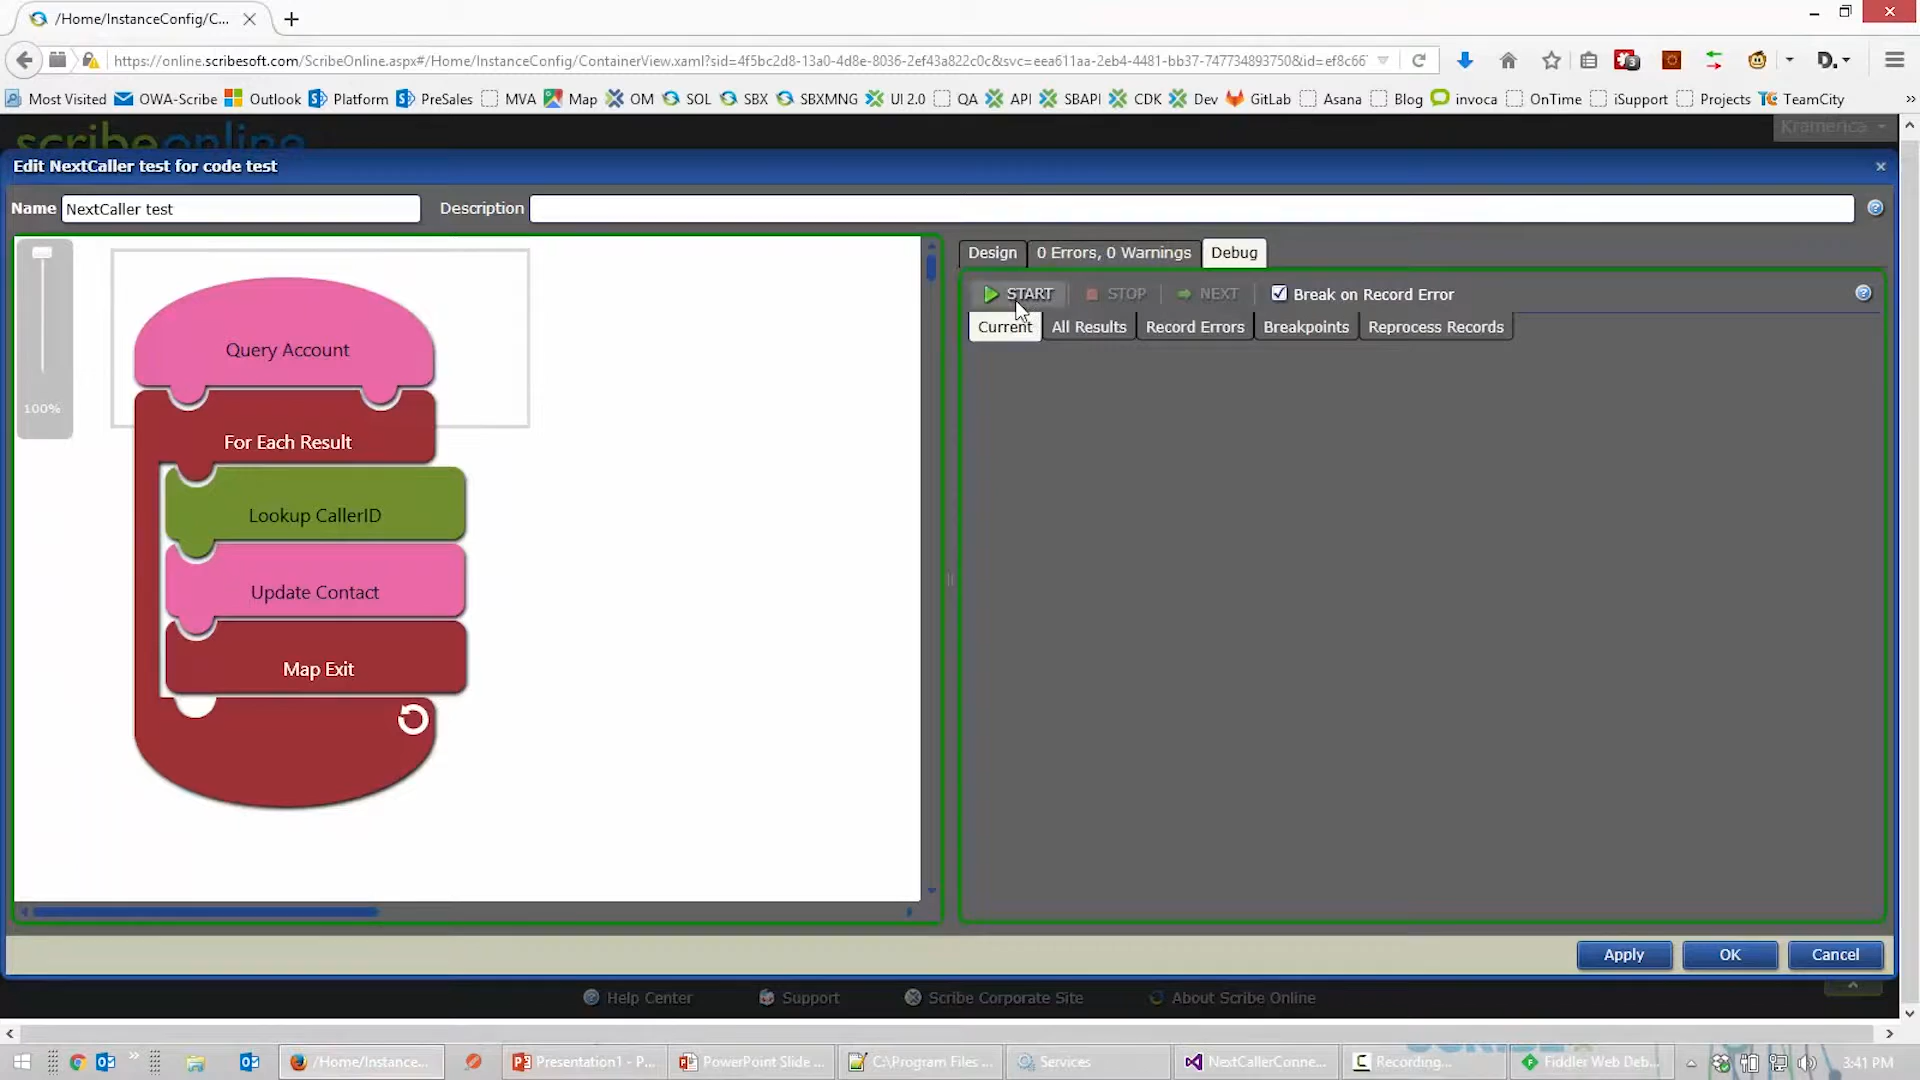 /Home/InstanceConfig/C...
https://online.scribesoft.com/ScribeOnline.aspx#/Home/InstanceConfig/ContainerView.xaml?sid=4f5bc2d8-13a0-4d8e-8036-2ef43a822c0c&svc=eea611aa-2eb4-4481-bb37-747734893750&id=ef8c66
D.
Most Visited OWA-Scribe Outlook Platform PreSales MVA Map OM SOL SBX SBXMNG UI 2.0 QA API SBAPI CDK Dev GitLab Asana Blog invoca OnTime iSupport Projects TeamCity
scribeonline Kramerica
Edit NextCaller test for code test
Name NextCaller test Description
Design 0 Errors, 0 Warnings Debug
START STOP NEXT Break on Record Error
Current All Results Record Errors Breakpoints Reprocess Records
100%
Query Account
For Each Result
Lookup CallerID
Update Contact
Map Exit
Apply OK Cancel
Help Center Support Scribe Corporate Site About Scribe Online
/Home/Instance... Presentation1 - P... PowerPoint Slide ... C:\Program Files ... Services NextCallerConne... Recording... Fiddler Web Deb... 3:41 PM